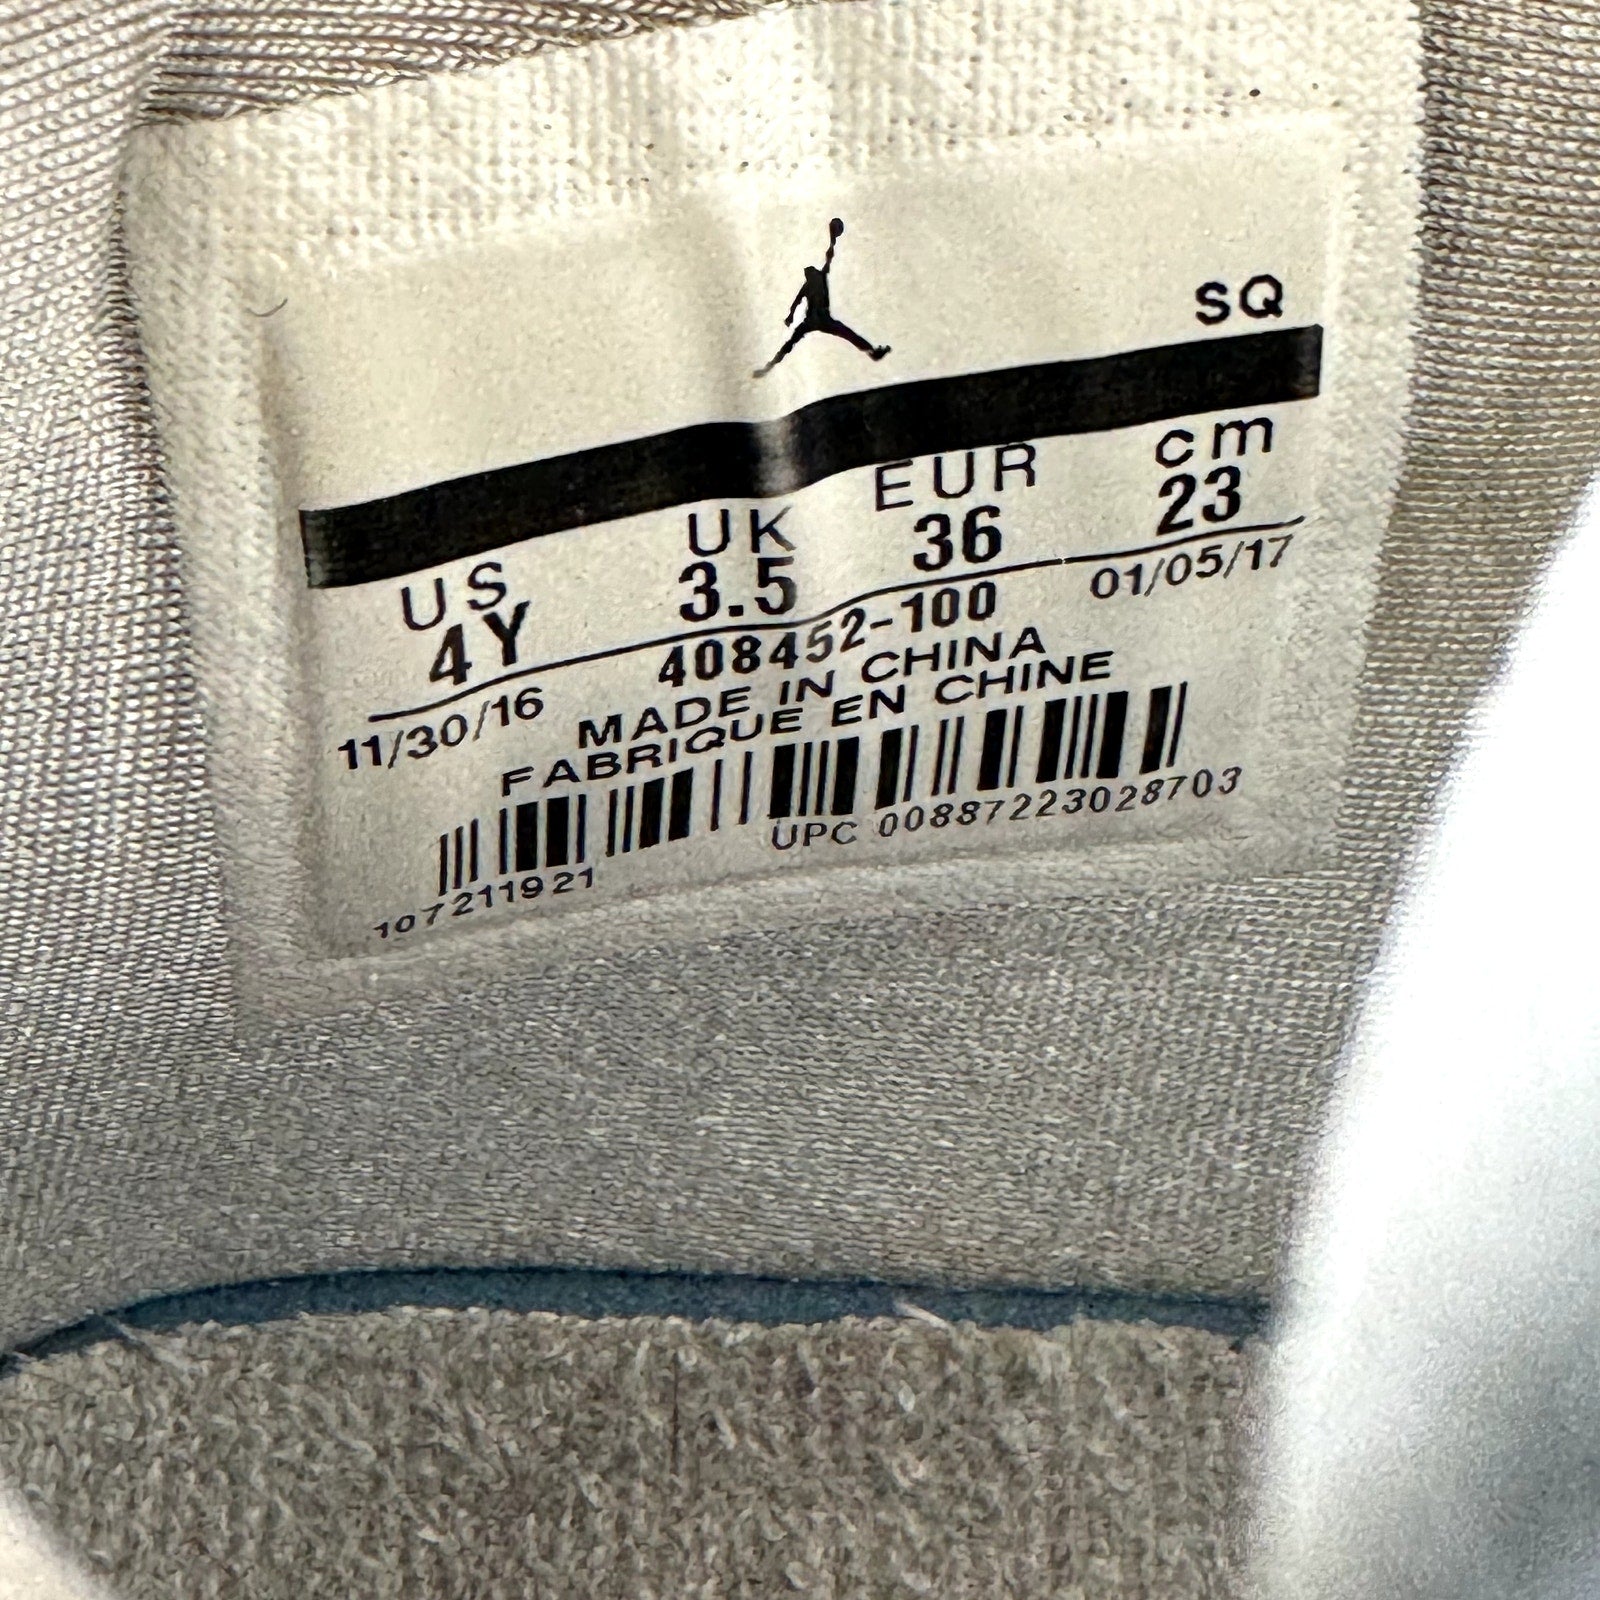 SQ
US UK EUR cm
4Y 3.5 36 23
11/30/16 408452-100 01/05/17
MADE IN CHINA
FABRIQUE EN CHINE
UPC 00887223028703
107211921